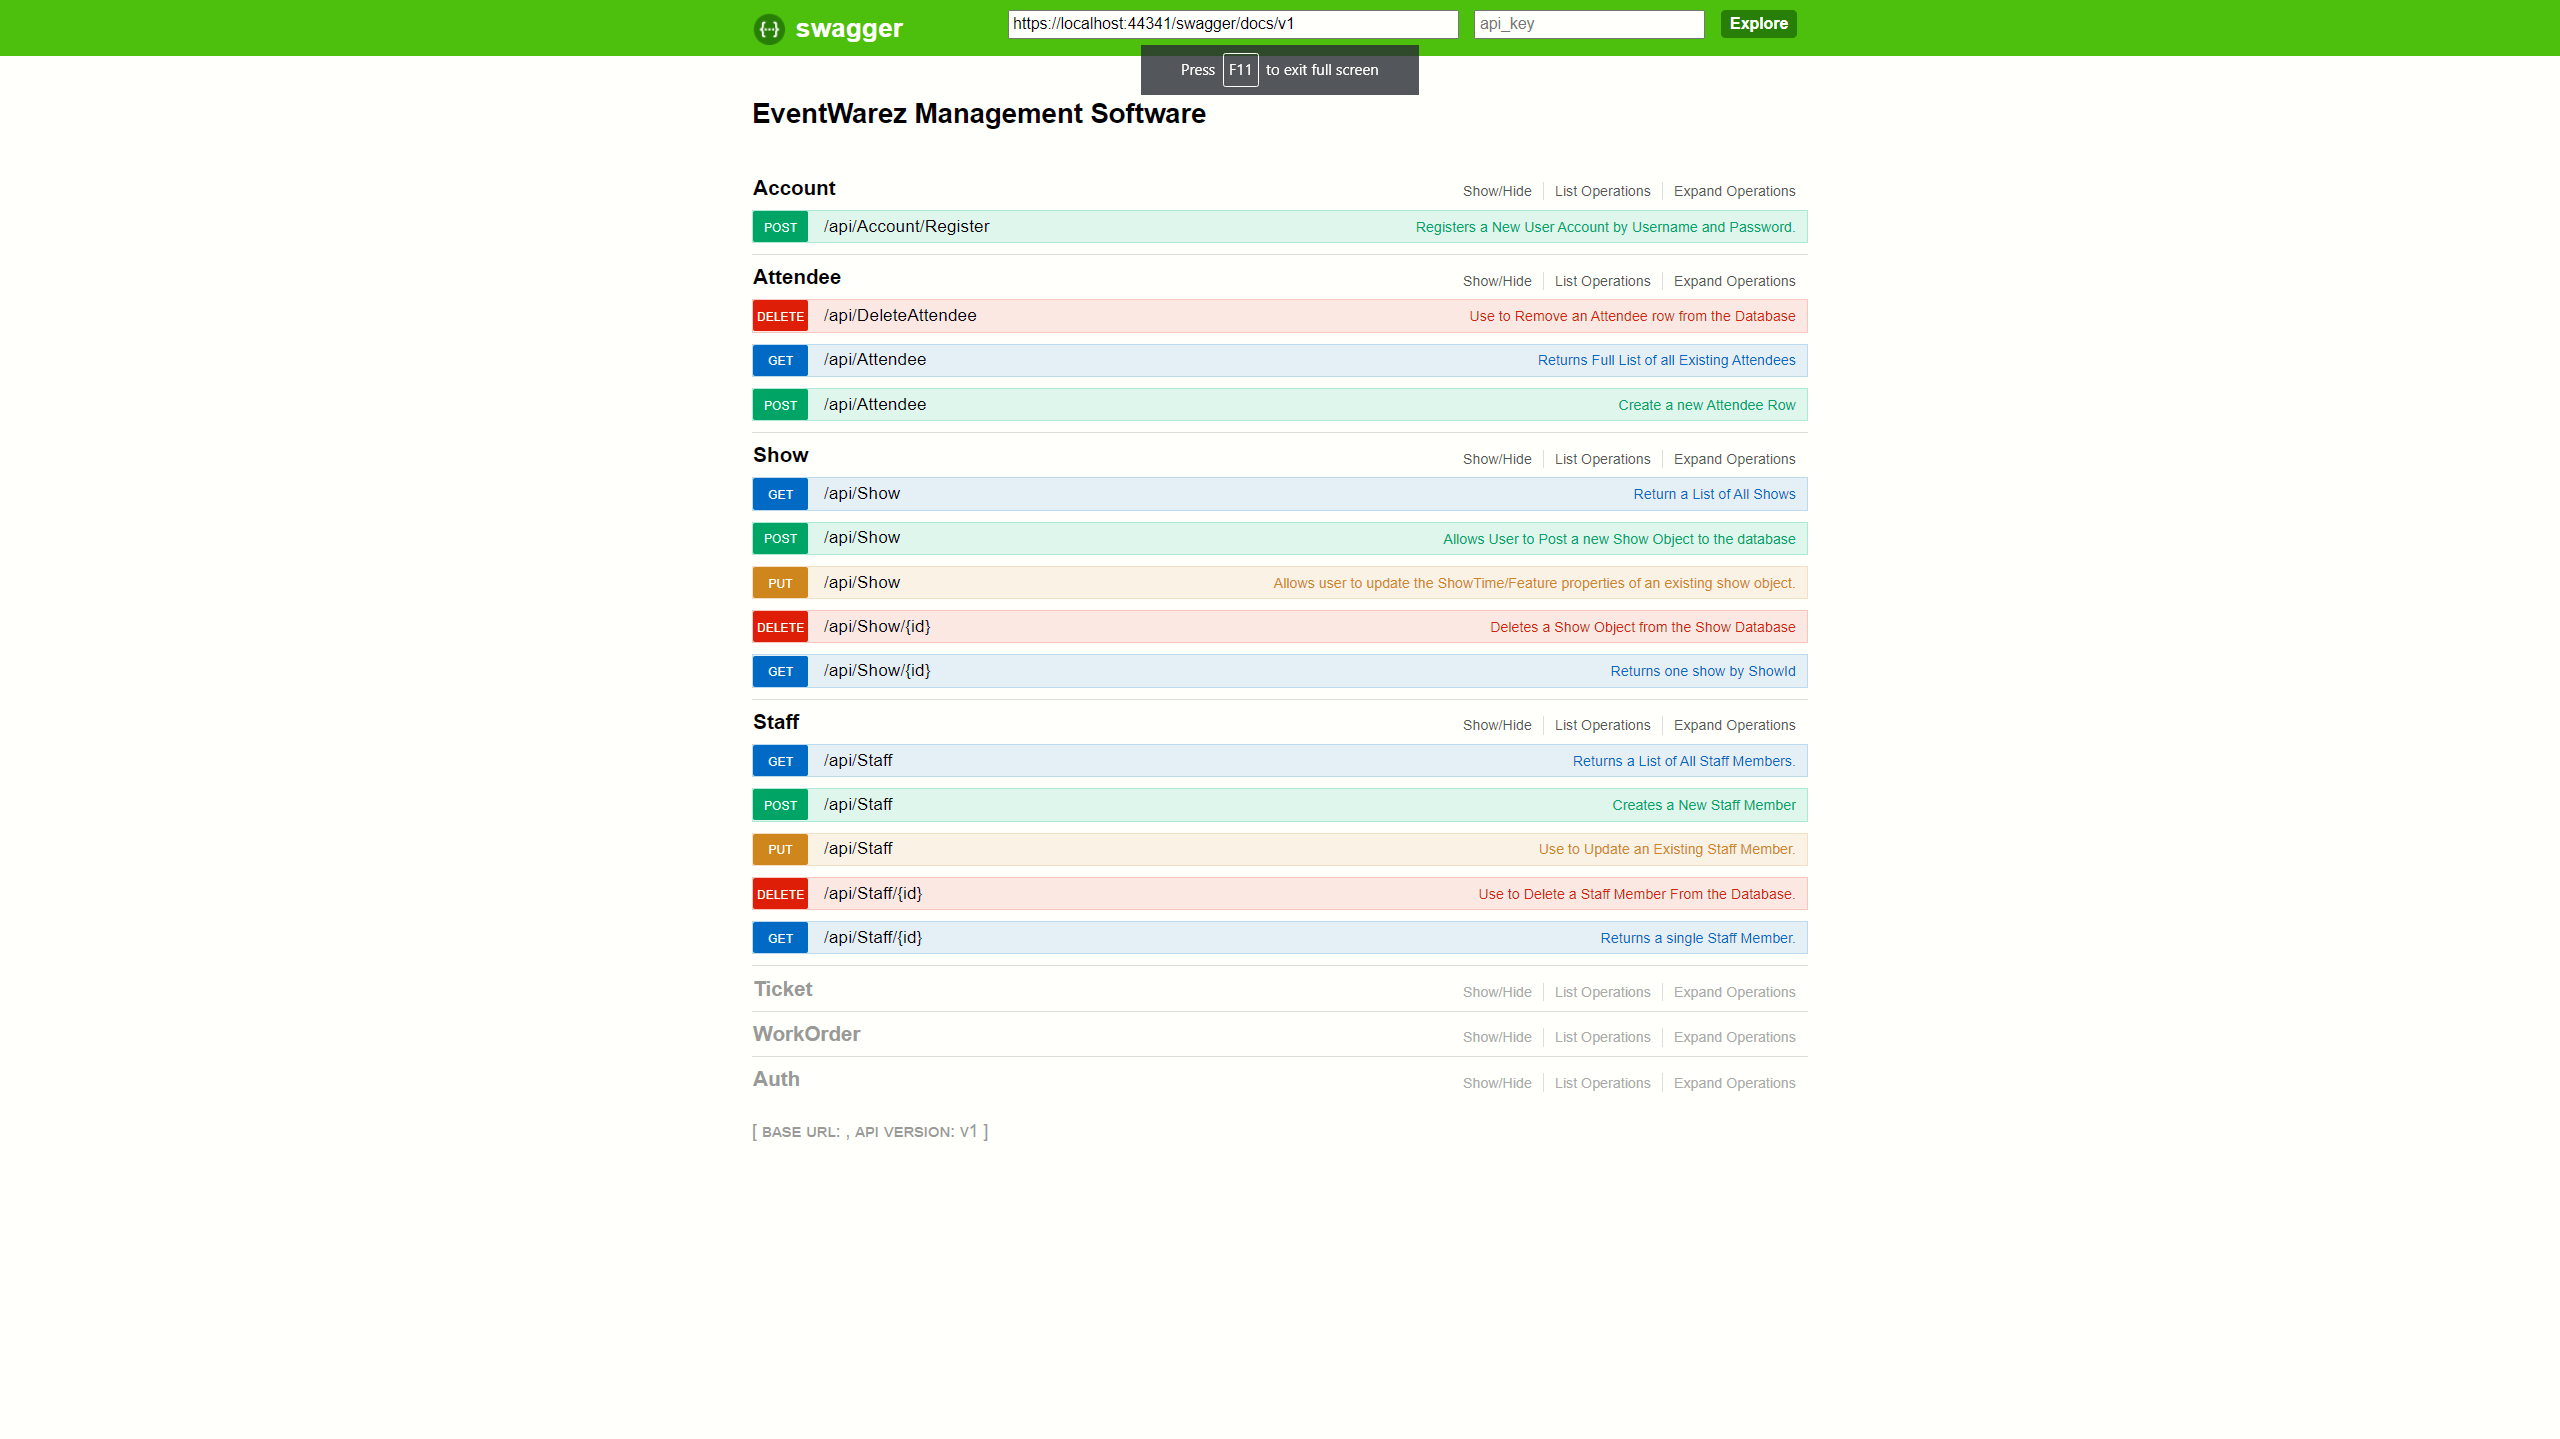 {···} swagger https://localhost:44341/swagger/docs/v1 api_key Explore
Press F11 to exit full screen
EventWarez Management Software
Account Show/Hide List Operations Expand Operations
POST /api/Account/Register Registers a New User Account by Username and Password.
Attendee Show/Hide List Operations Expand Operations
DELETE /api/DeleteAttendee Use to Remove an Attendee row from the Database
GET /api/Attendee Returns Full List of all Existing Attendees
POST /api/Attendee Create a new Attendee Row
Show Show/Hide List Operations Expand Operations
GET /api/Show Return a List of All Shows
POST /api/Show Allows User to Post a new Show Object to the database
PUT /api/Show Allows user to update the ShowTime/Feature properties of an existing show object.
DELETE /api/Show/{id} Deletes a Show Object from the Show Database
GET /api/Show/{id} Returns one show by ShowId
Staff Show/Hide List Operations Expand Operations
GET /api/Staff Returns a List of All Staff Members.
POST /api/Staff Creates a New Staff Member
PUT /api/Staff Use to Update an Existing Staff Member.
DELETE /api/Staff/{id} Use to Delete a Staff Member From the Database.
GET /api/Staff/{id} Returns a single Staff Member.
Ticket Show/Hide List Operations Expand Operations
WorkOrder Show/Hide List Operations Expand Operations
Auth Show/Hide List Operations Expand Operations
[ BASE URL: , API VERSION: V1 ]